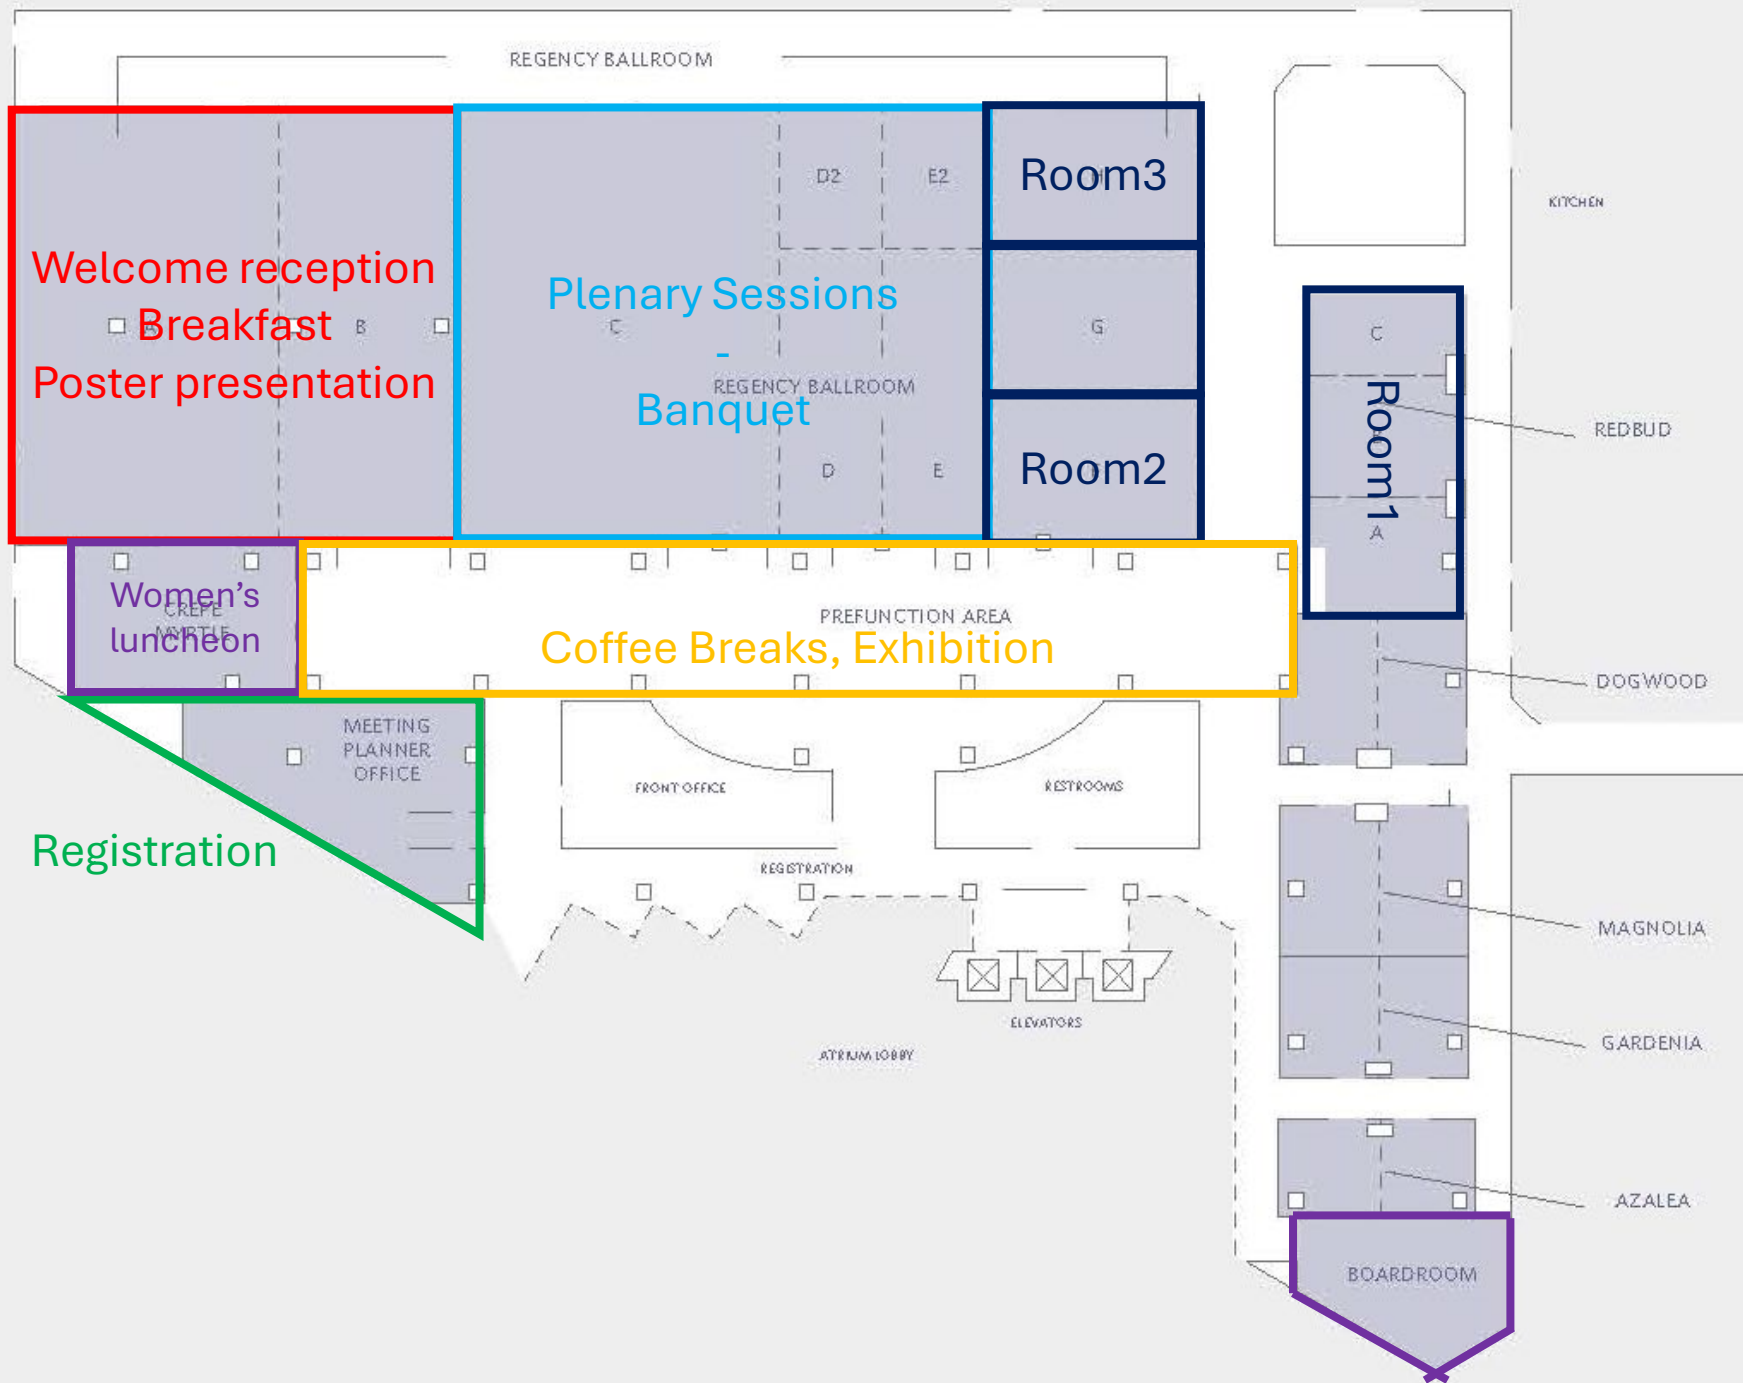 REGENCY BALLROOM
D2
E2
Room3
KITCHEN
Welcome reception
Breakfast
Poster presentation
B
C
Plenary Sessions
-
Banquet
REGENCY BALLROOM
D
E
G
Room2
C
Room1
A
REDBUD
Women's
luncheon
CREPE
MYRTLE
PREFUNCTION AREA
Coffee Breaks, Exhibition
DOGWOOD
MEETING
PLANNER
OFFICE
FRONT OFFICE
RESTROOMS
Registration
REGISTRATION
MAGNOLIA
ELEVATORS
ATRIUM LOBBY
GARDENIA
AZALEA
BOARDROOM